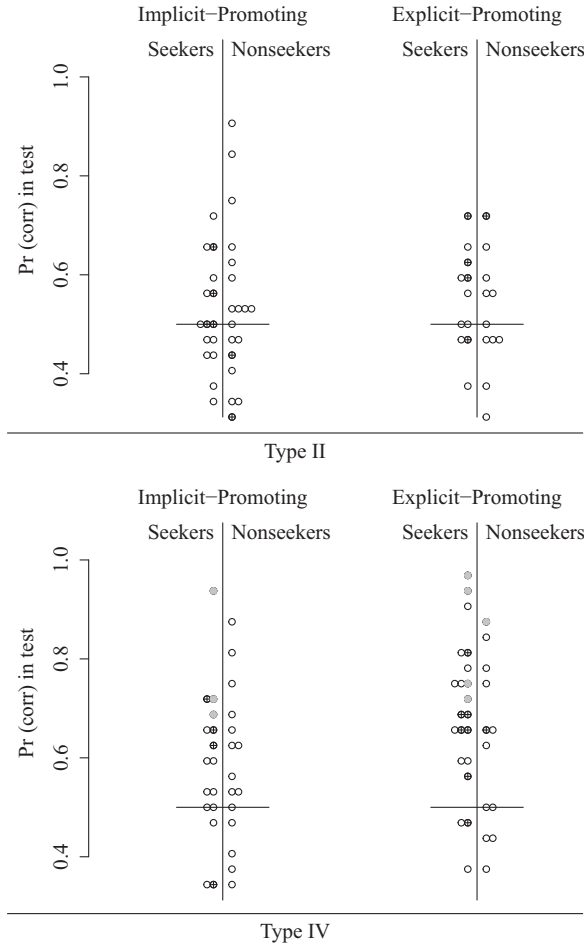 Implicit−Promoting Explicit−Promoting
Seekers Nonseekers Seekers Nonseekers
1.0
0.8
0.6
0.4
Pr (corr) in test
Type II
Implicit−Promoting Explicit−Promoting
Seekers Nonseekers Seekers Nonseekers
1.0
0.8
0.6
0.4
Pr (corr) in test
Type IV